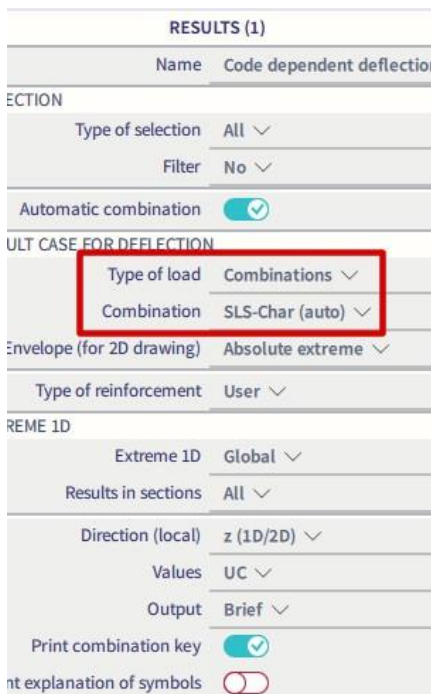 RESULTS (1)
Name Code dependent deflection
ECTION
Type of selection All
Filter No
Automatic combination
ULT CASE FOR DEFLECTION
Type of load Combinations
Combination SLS-Char (auto)
Envelope (for 2D drawing) Absolute extreme
Type of reinforcement User
REME 1D
Extreme 1D Global
Results in sections All
Direction (local) z (1D/2D)
Values UC
Output Brief
Print combination key
nt explanation of symbols